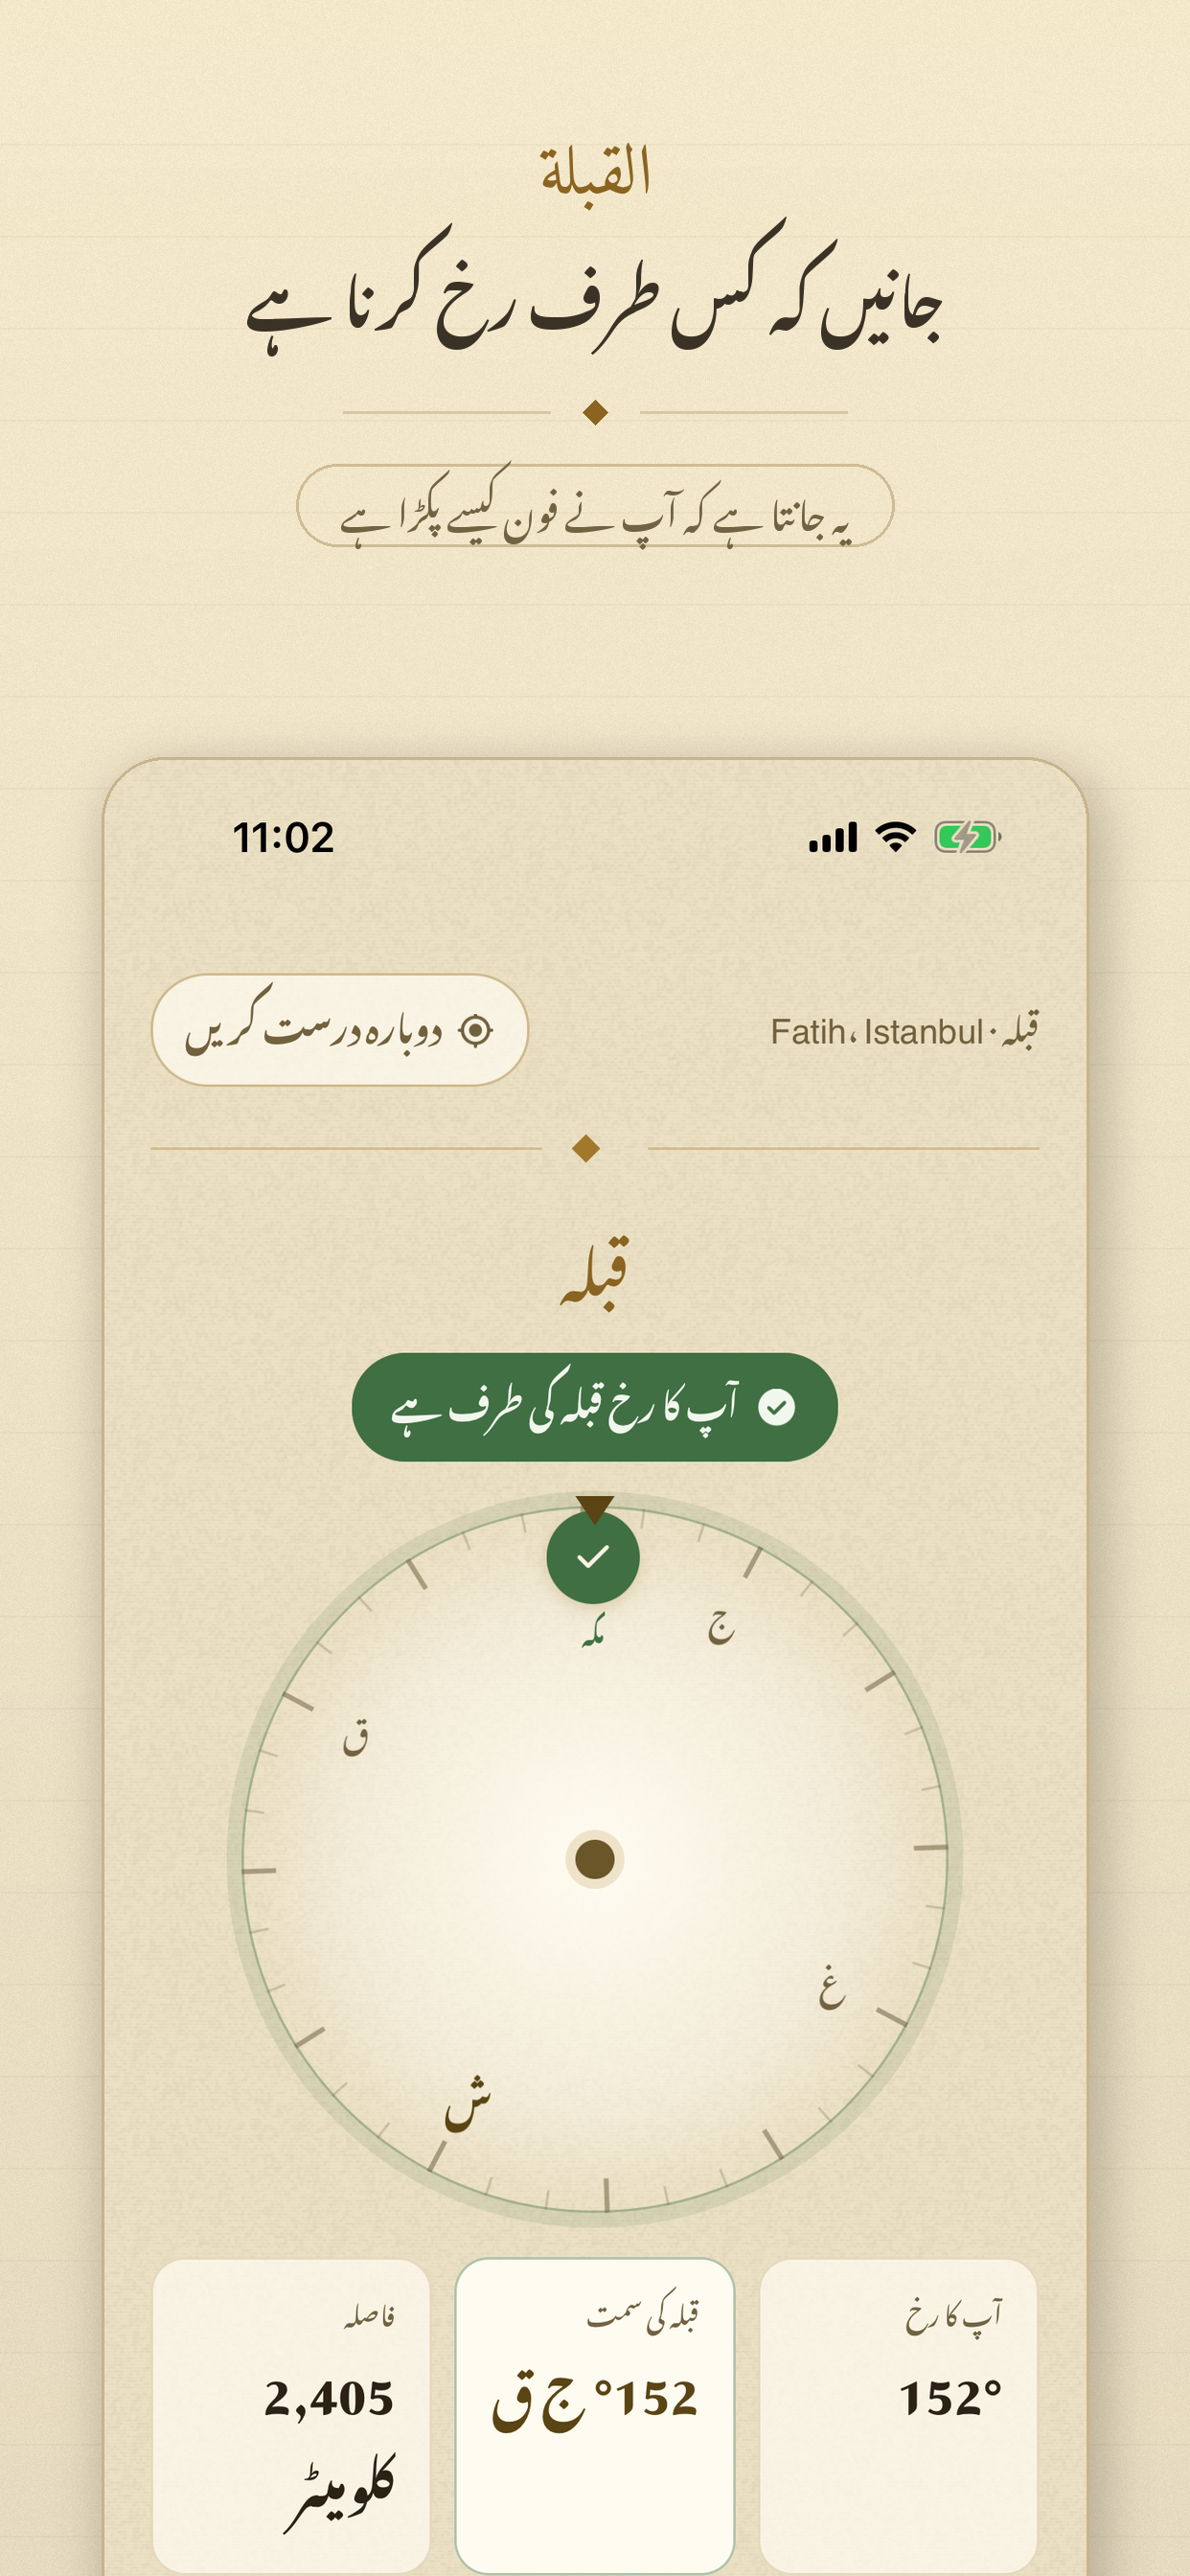 القبلة
جانیں کہ کس طرف رخ کرنا ہے
یہ جانتا ہے کہ آپ نے فون کیسے پکڑا ہے
11:02
قبلہ · Fatih، Istanbul
دوبارہ درست کریں
قبلہ
آپ کا رخ قبلہ کی طرف ہے
مکہ
ج
ق
غ
ش
آپ کا رخ
152°
قبلہ کی سمت
152° ج ق
فاصلہ
2,405
کلومیٹر